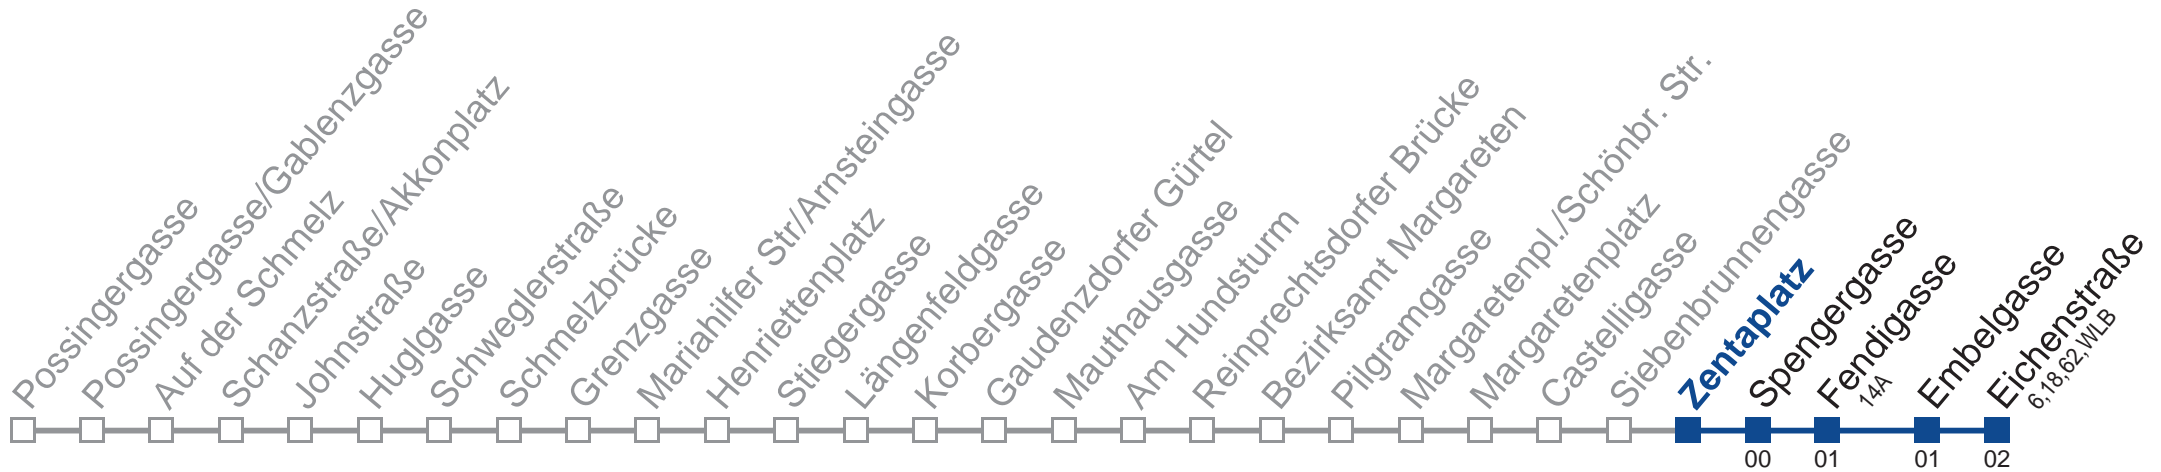 Possingergasse
Possingergasse/Gablenzgasse
Auf der Schmelz
Schanzstraße/Akkonplatz
Johnstraße
Huglgasse
Schweglerstraße
Schmelzbrücke
Grenzgasse
Mariahilfer Str/Arnsteingasse
Henriettenplatz
Stiegergasse
Längenfeldgasse
Korbergasse
Gaudenzdorfer Gürtel
Mauthausgasse
Am Hundsturm
Reinprechtsdorfer Brücke
Bezirksamt Margareten
Pilgramgasse
Margaretenpl./Schönbr. Str.
Margaretenplatz
Castelligasse
Siebenbrunnengasse
Zentaplatz
Spengergasse
Fendigasse
14A
Embelgasse
Eichenstraße
6,18,62,WLB
00 01 01 02